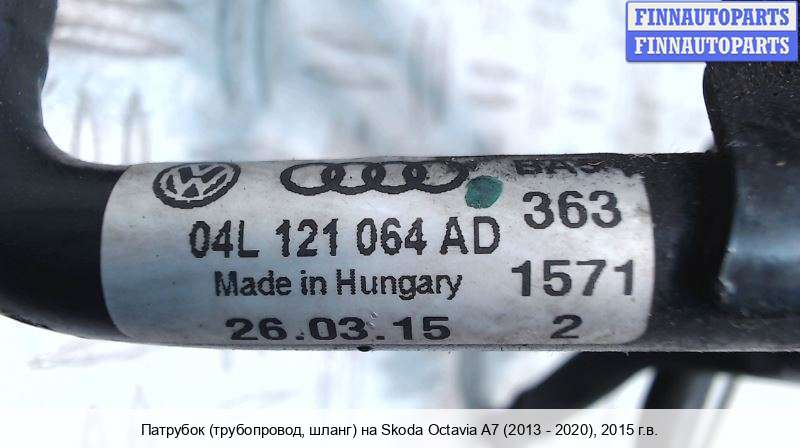 FINNAUTOPARTS
FINNAUTOPARTS
04L 121 064 AD
363
Made in Hungary
1571
26.03.15
2
Патрубок (трубопровод, шланг) на Skoda Octavia A7 (2013 - 2020), 2015 г.в.